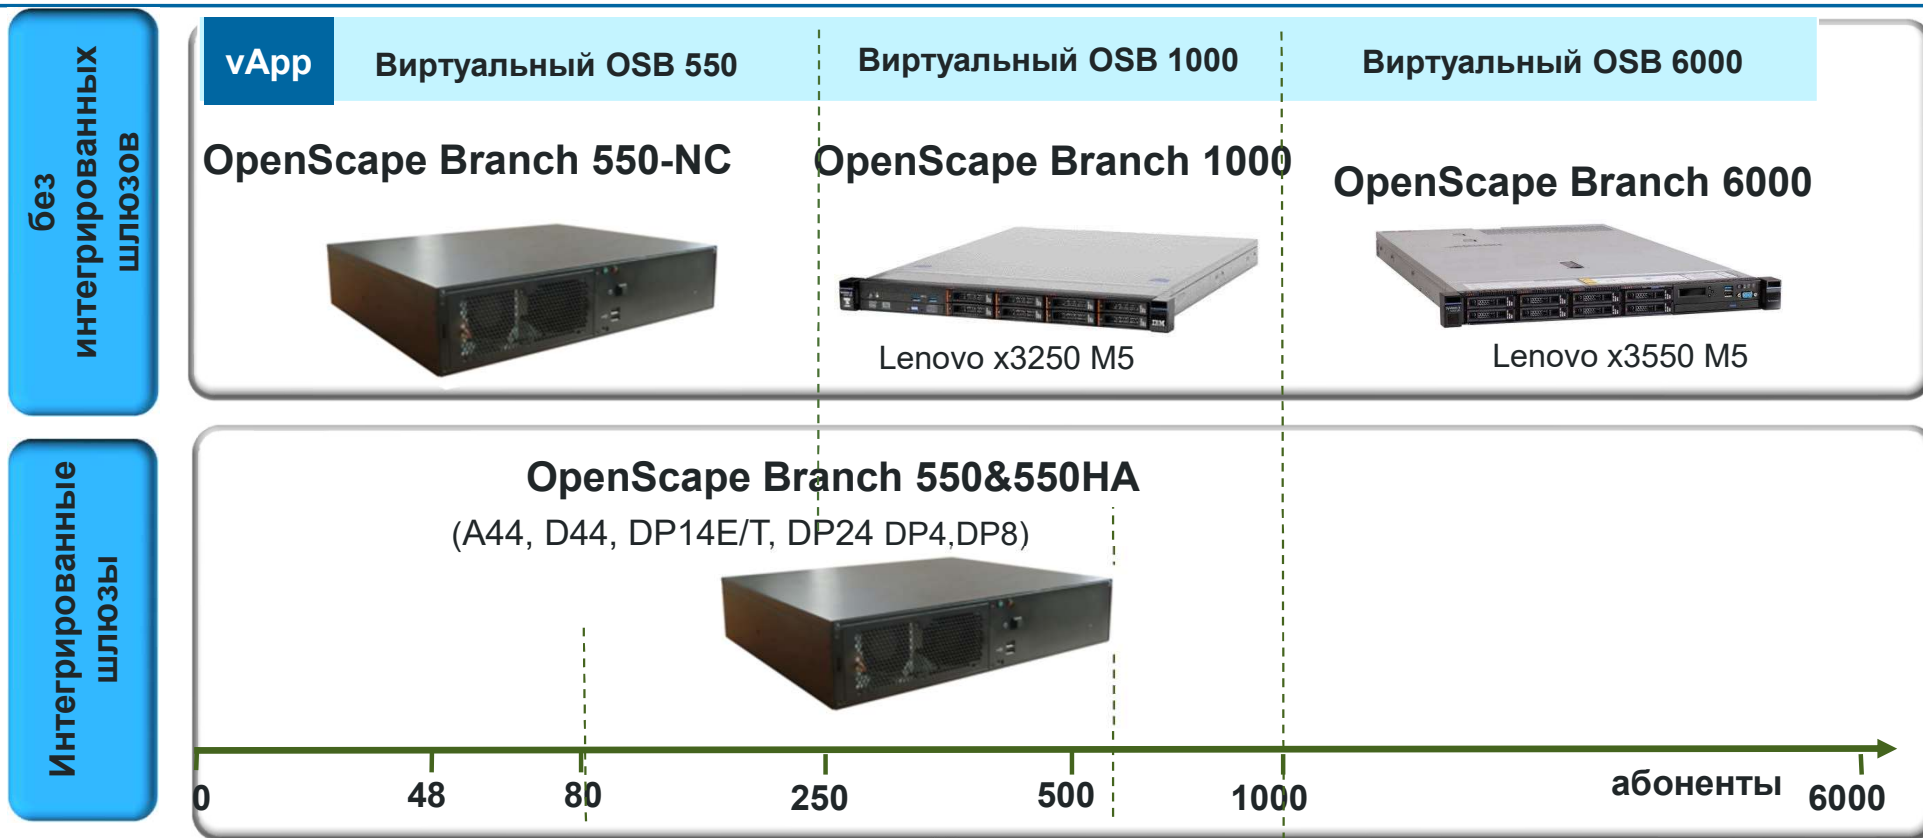 без
интегрированных
шлюзов
vApp
Виртуальный OSB 550
Виртуальный OSB 1000
Виртуальный OSB 6000
OpenScape Branch 550-NC
OpenScape Branch 1000
OpenScape Branch 6000
Lenovo x3250 M5
Lenovo x3550 M5
Интегрированные
шлюзы
OpenScape Branch 550&550HA
(A44, D44, DP14E/T, DP24 DP4,DP8)
0
48
80
250
500
1000
абоненты
6000